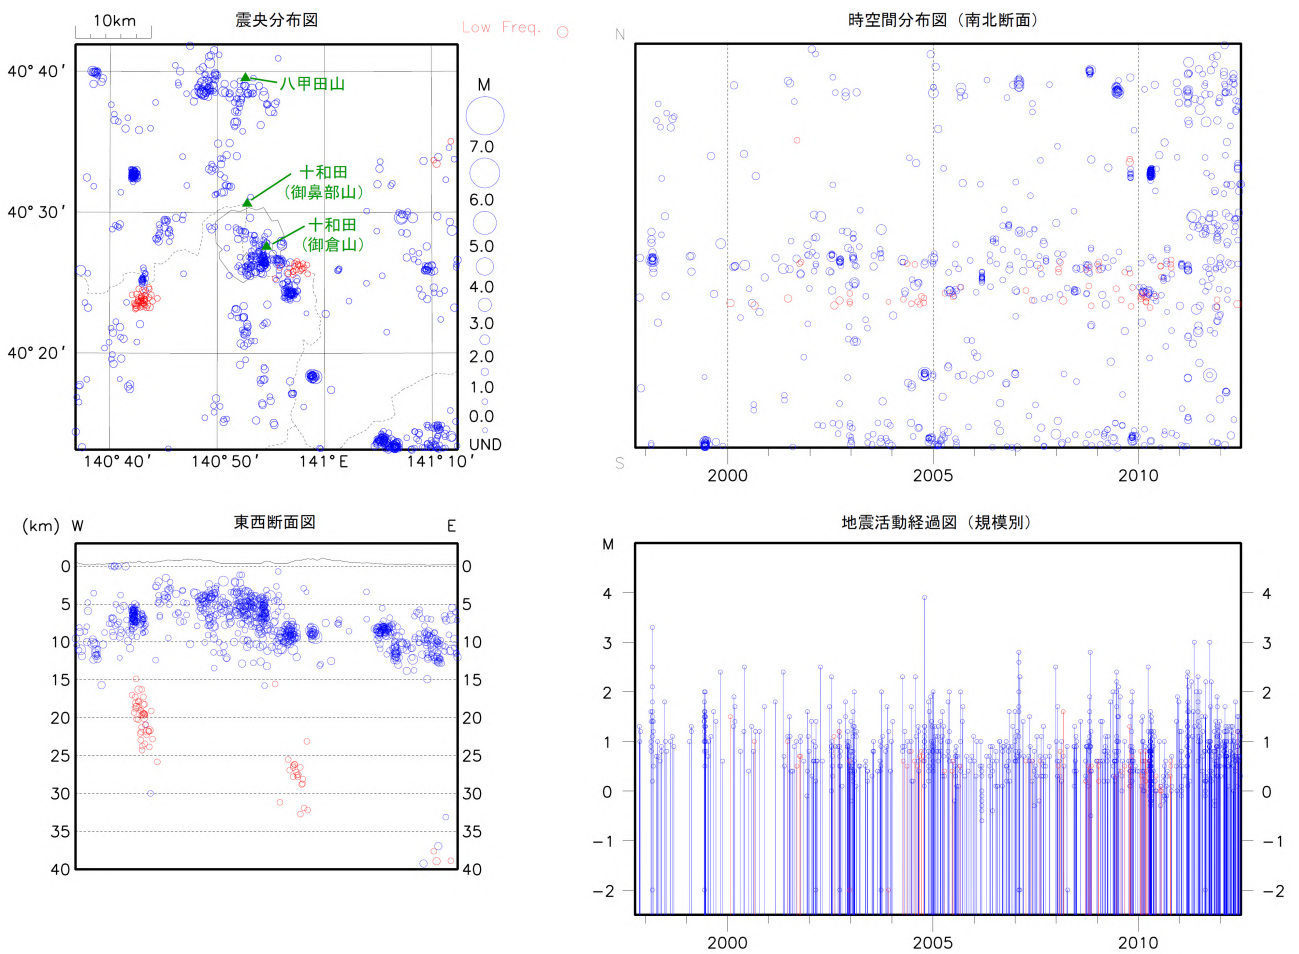 10km
震央分布図
Low Freq.
40°40′
40°30′
40°20′
140°40′
140°50′
141°E
141°10′
八甲田山
十和田
（御鼻部山）
十和田
（御倉山）
M
7.0
6.0
5.0
4.0
3.0
2.0
1.0
0.0
UND
時空間分布図（南北断面）
N
S
2000
2005
2010
東西断面図
(km)
W
E
0
5
10
15
20
25
30
35
40
0
5
10
15
20
25
30
35
40
地震活動経過図（規模別）
M
4
3
2
1
0
−1
−2
4
3
2
1
0
−1
−2
2000
2005
2010